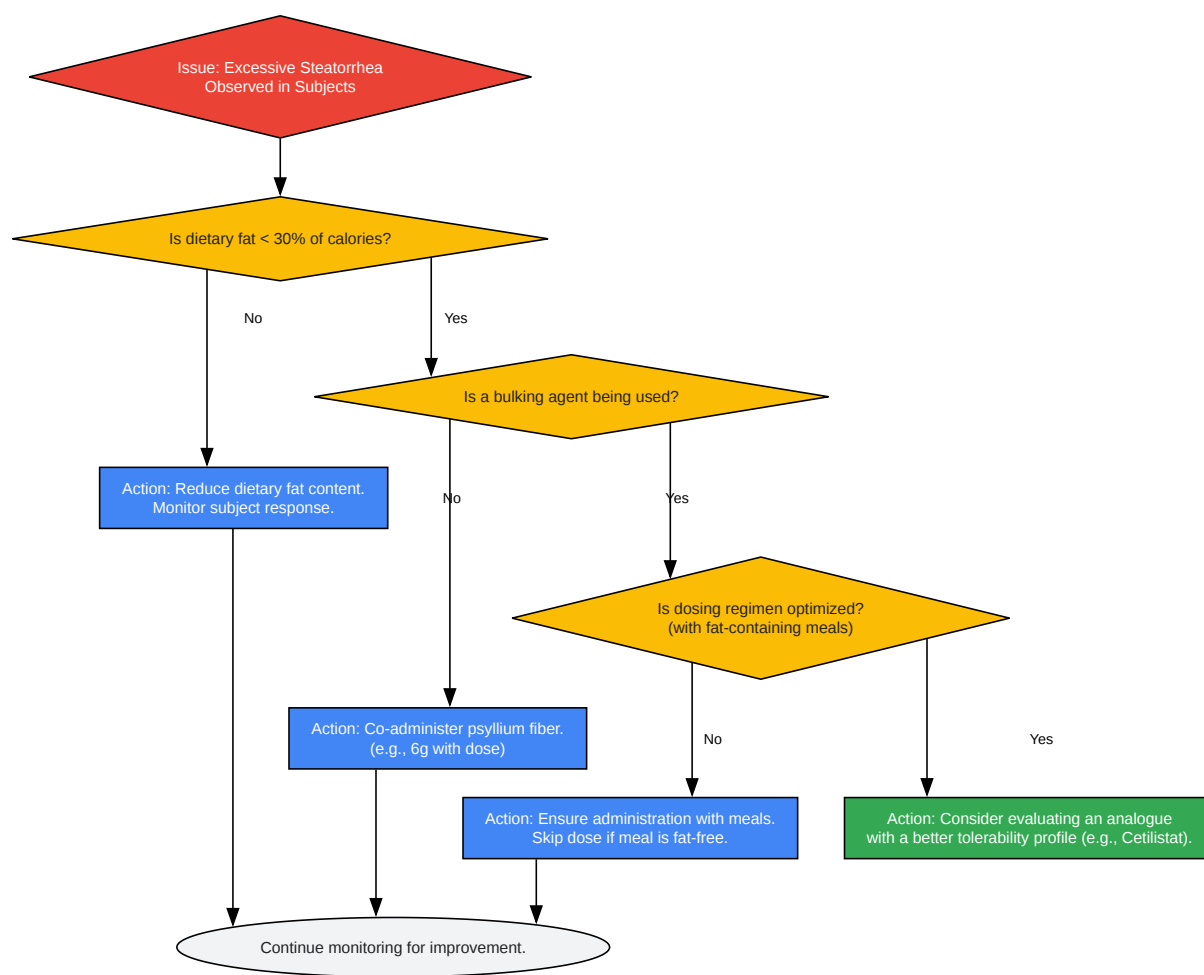 Issue: Excessive Steatorrhea
Observed in Subjects
Is dietary fat < 30% of calories?
No
Yes
Is a bulking agent being used?
Action: Reduce dietary fat content.
Monitor subject response.
No
Yes
Is dosing regimen optimized?
(with fat-containing meals)
Action: Co-administer psyllium fiber.
(e.g., 6g with dose)
No
Yes
Action: Ensure administration with meals.
Skip dose if meal is fat-free.
Action: Consider evaluating an analogue
with a better tolerability profile (e.g., Cetilistat).
Continue monitoring for improvement.